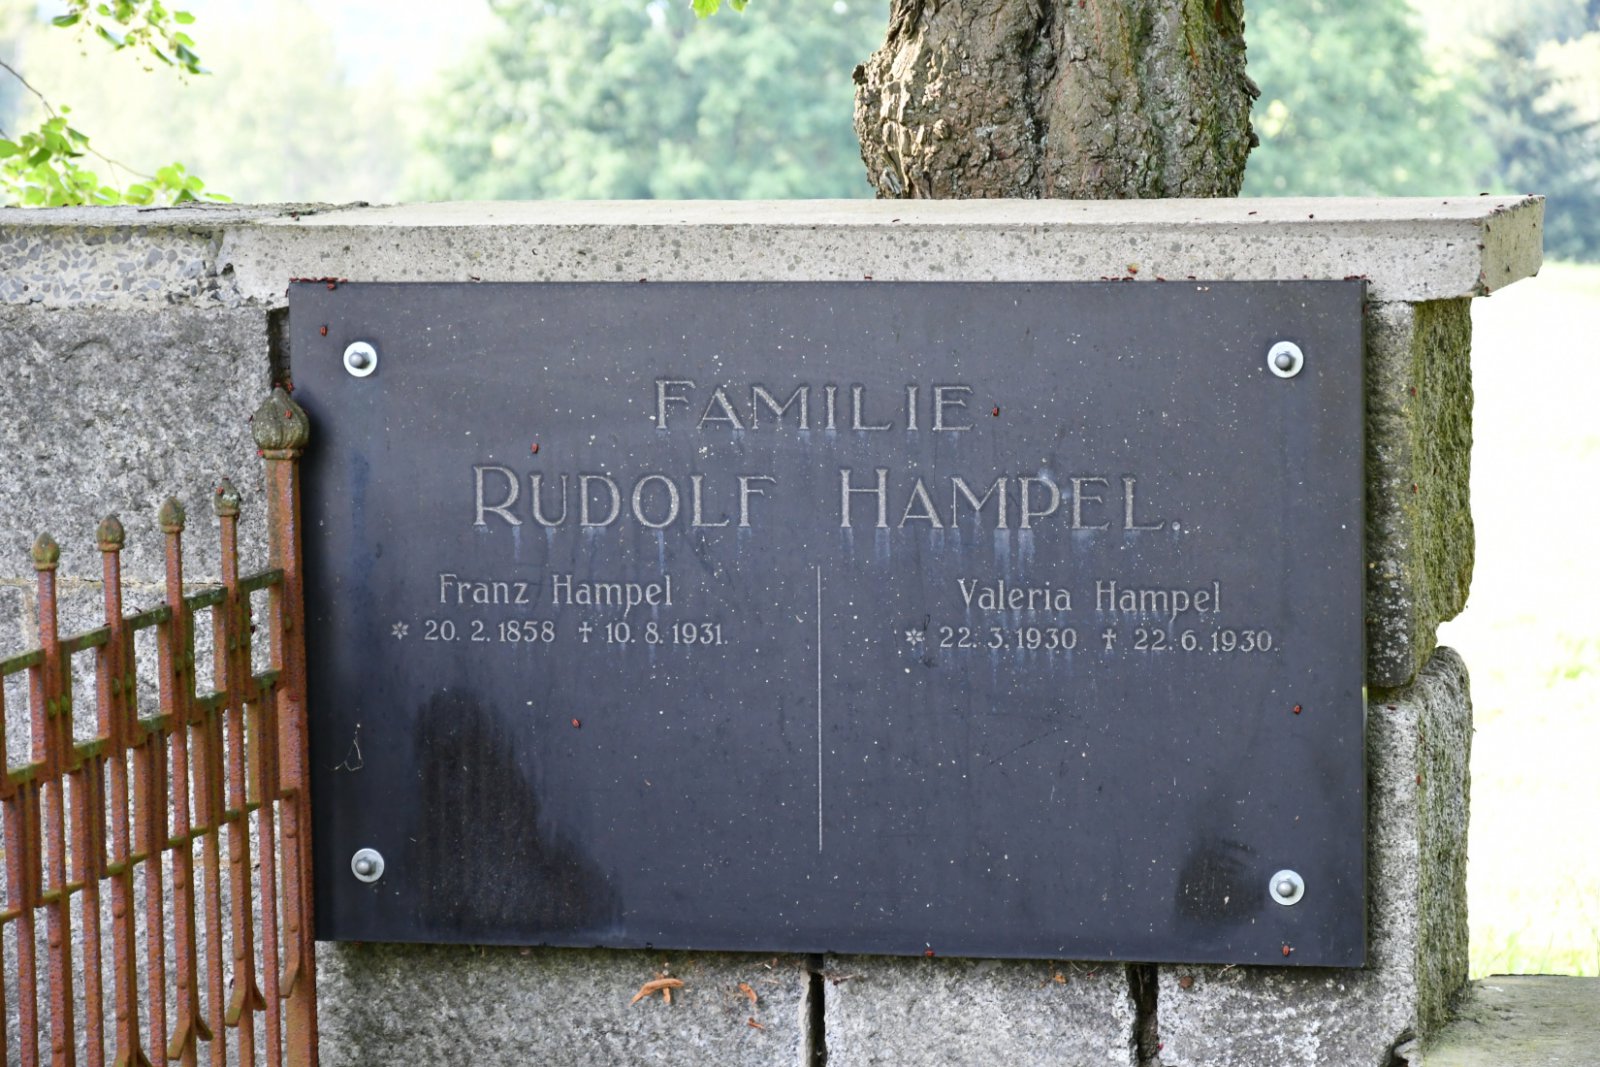 FAMILIE
RUDOLF HAMPEL.
Franz Hampel
* 20. 2. 1858 † 10. 8. 1931.
Valeria Hampel
* 22. 3. 1930 † 22. 6. 1930.